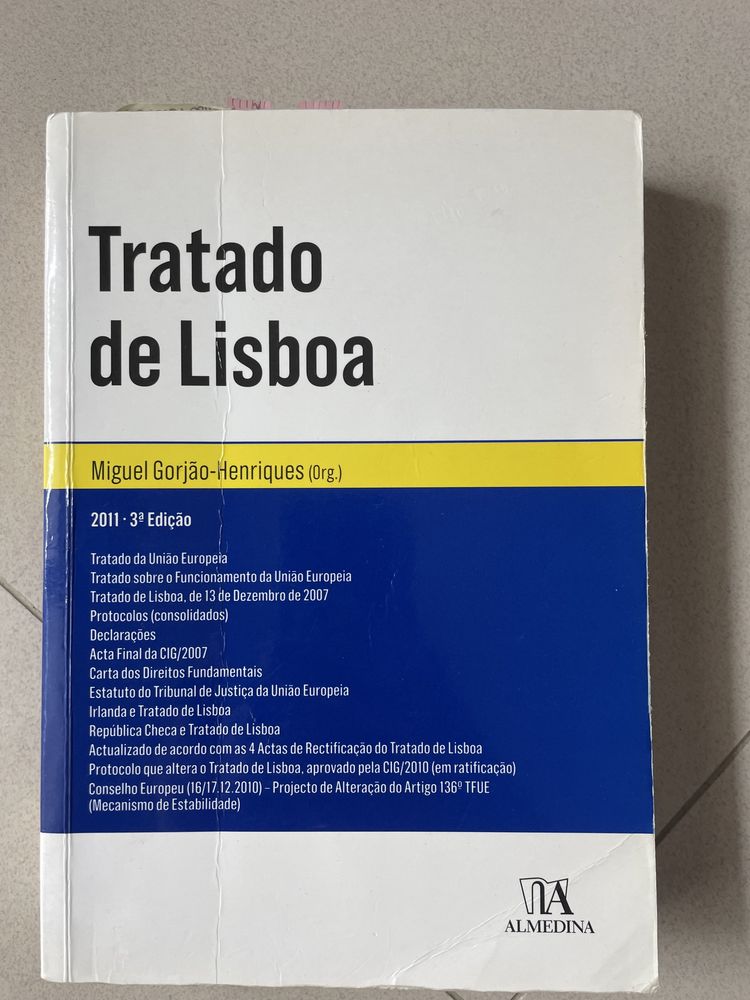 Tratado
de Lisboa
Miguel Gorjão-Henriques (Org.)
2011 · 3ª Edição
Tratado da União Europeia
Tratado sobre o Funcionamento da União Europeia
Tratado de Lisboa, de 13 de Dezembro de 2007
Protocolos (consolidados)
Declarações
Acta Final da CIG/2007
Carta dos Direitos Fundamentais
Estatuto do Tribunal de Justiça da União Europeia
Irlanda e Tratado de Lisboa
República Checa e Tratado de Lisboa
Actualizado de acordo com as 4 Actas de Rectificação do Tratado de Lisboa
Protocolo que altera o Tratado de Lisboa, aprovado pela CIG/2010 (em ratificação)
Conselho Europeu (16/17.12.2010) – Projecto de Alteração do Artigo 136º TFUE
(Mecanismo de Estabilidade)
NA
ALMEDINA